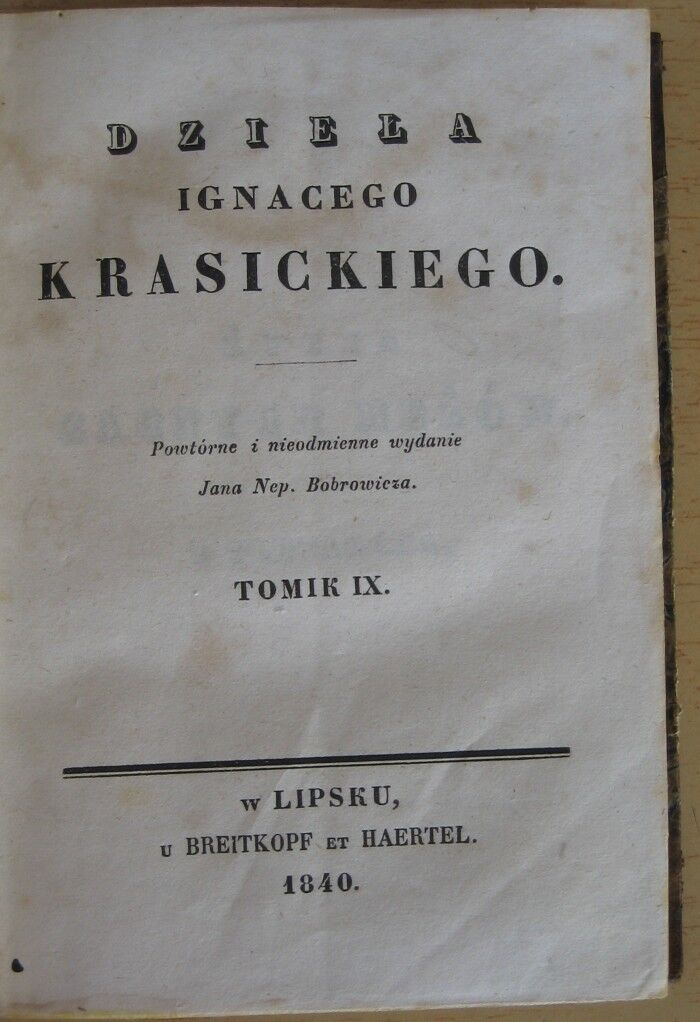 DZIEŁA
IGNACEGO
KRASICKIEGO.
Powtórne i nieodmienne wydanie
Jana Nep. Bobrowicza.
TOMIK IX.
w LIPSKU,
u BREITKOPF ET HAERTEL.
1840.